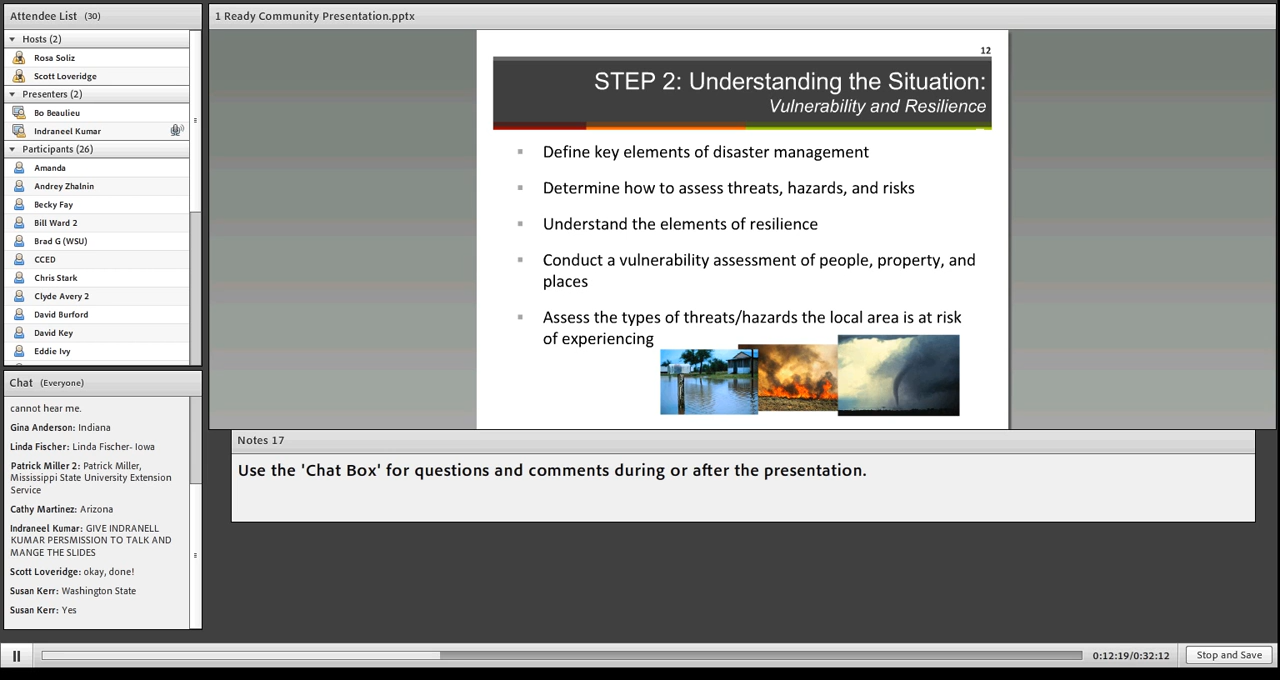 Attendee List (30)
Hosts (2)
Rosa Soliz
Scott Loveridge
Presenters (2)
Bo Beaulieu
Indraneel Kumar
Participants (26)
Amanda
Andrey Zhalnin
Becky Fay
Bill Ward 2
Brad G (WSU)
CCED
Chris Stark
Clyde Avery 2
David Burford
David Key
Eddie Ivy
Chat (Everyone)
cannot hear me.
Gina Anderson: Indiana
Linda Fischer: Linda Fischer- Iowa
Patrick Miller 2: Patrick Miller,
Mississippi State University Extension
Service
Cathy Martinez: Arizona
Indraneel Kumar: GIVE INDRANELL
KUMAR PERSMISSION TO TALK AND
MANGE THE SLIDES
Scott Loveridge: okay, done!
Susan Kerr: Washington State
Susan Kerr: Yes
1 Ready Community Presentation.pptx
12
STEP 2: Understanding the Situation:
Vulnerability and Resilience
▪ Define key elements of disaster management
▪ Determine how to assess threats, hazards, and risks
▪ Understand the elements of resilience
▪ Conduct a vulnerability assessment of people, property, and
places
▪ Assess the types of threats/hazards the local area is at risk
of experiencing
Notes 17
Use the 'Chat Box' for questions and comments during or after the presentation.
0:12:19/0:32:12
Stop and Save